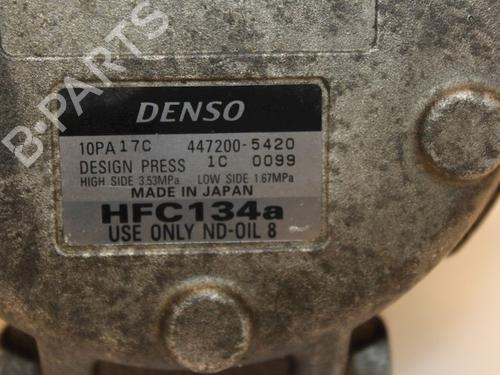 B-PARTS
DENSO
10PA17C 447200-5420
DESIGN PRESS 1C 0099
HIGH SIDE 3.53MPa LOW SIDE 1.67MPa
MADE IN JAPAN
HFC134a
USE ONLY ND-OIL 8